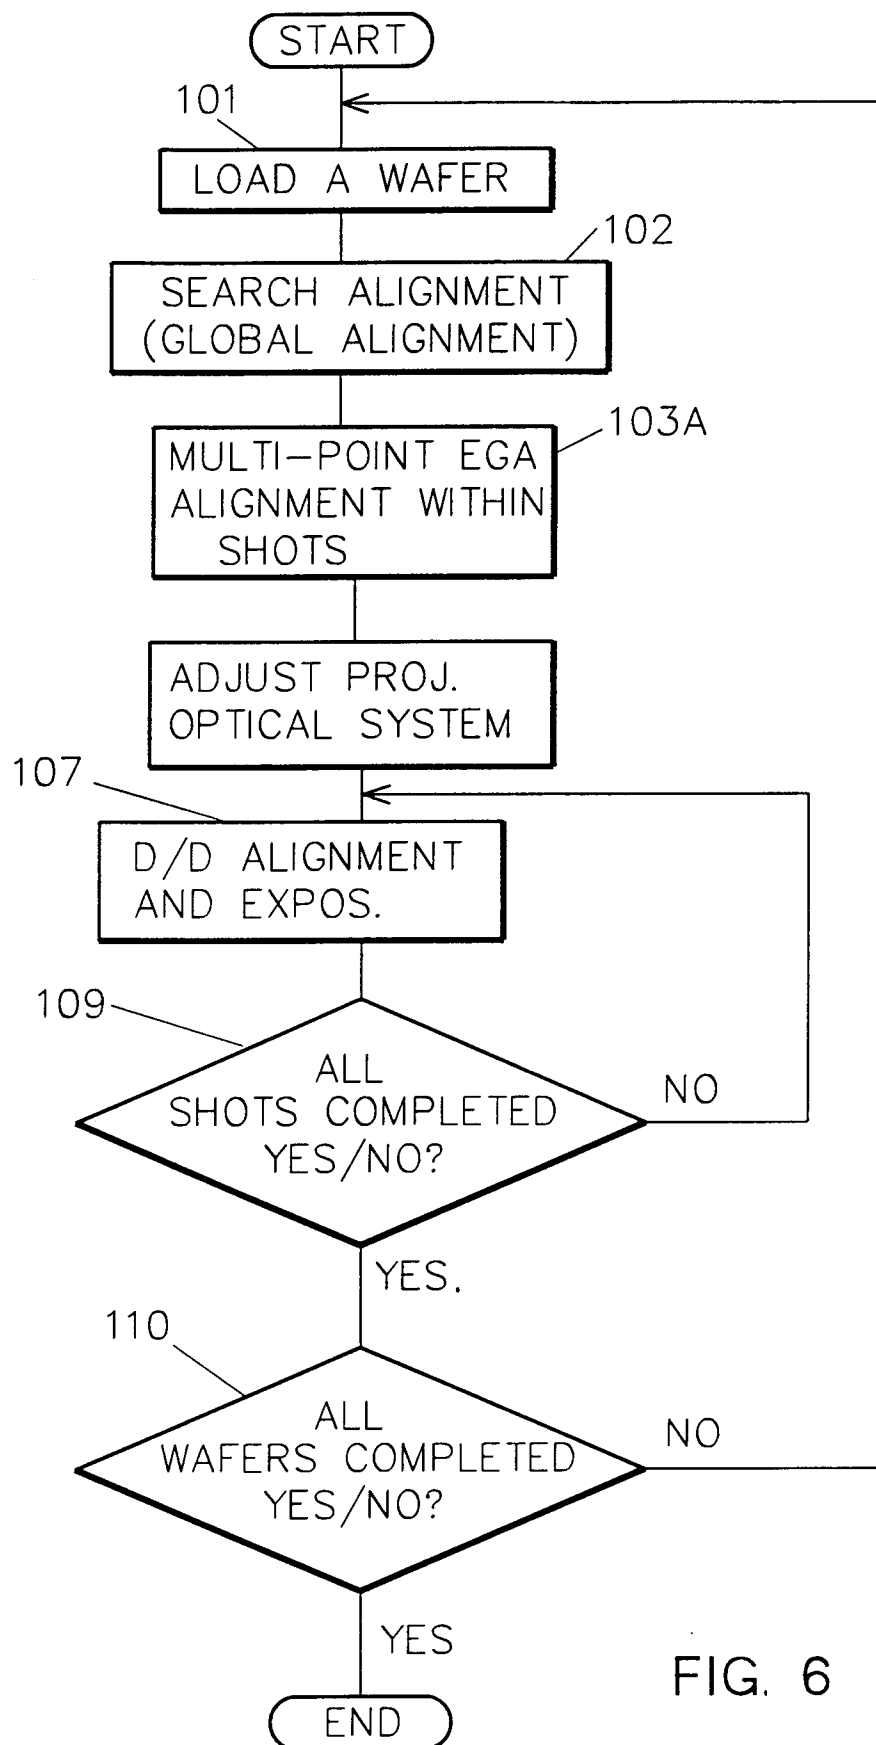 START
101
LOAD A WAFER
102
SEARCH ALIGNMENT
(GLOBAL ALIGNMENT)
103A
MULTI-POINT EGA
ALIGNMENT WITHIN
SHOTS
ADJUST PROJ.
OPTICAL SYSTEM
107
D/D ALIGNMENT
AND EXPOS.
109
ALL
SHOTS COMPLETED
YES/NO?
NO
YES.
110
ALL
WAFERS COMPLETED
YES/NO?
NO
YES
END
FIG. 6